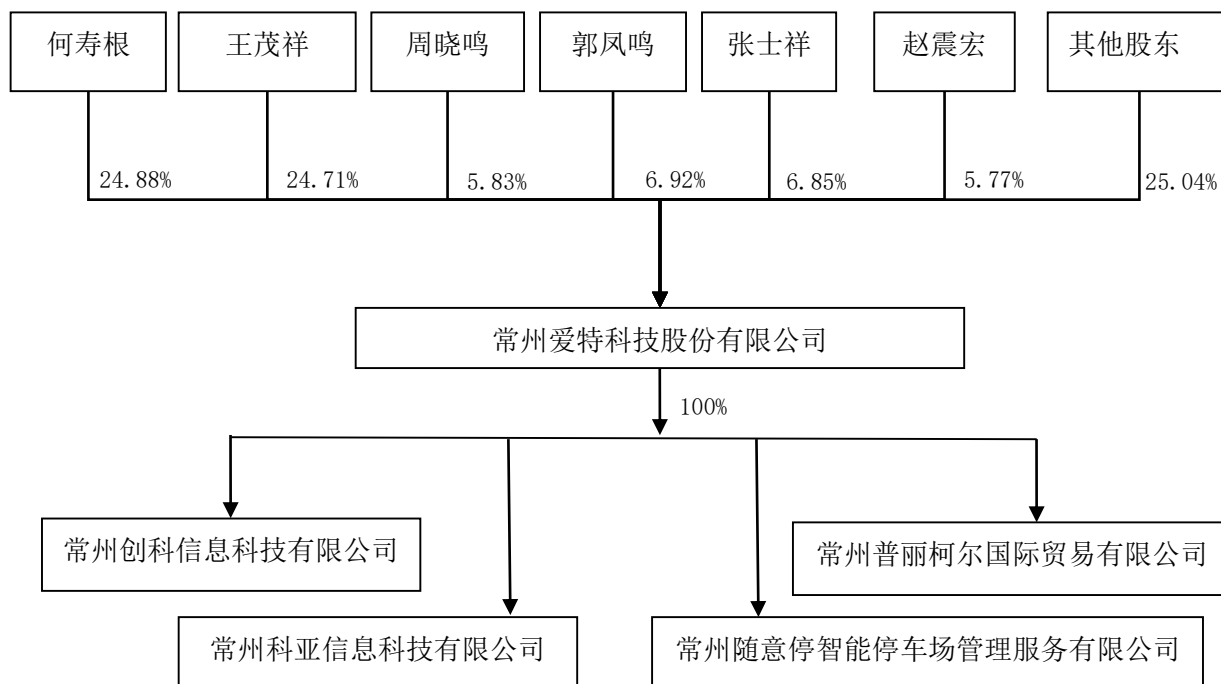 何寿根
王茂祥
周晓鸣
郭凤鸣
张士祥
赵震宏
其他股东
24.88%
24.71%
5.83%
6.92%
6.85%
5.77%
25.04%
常州爱特科技股份有限公司
100%
常州创科信息科技有限公司
常州普丽柯尔国际贸易有限公司
常州科亚信息科技有限公司
常州随意停智能停车场管理服务有限公司